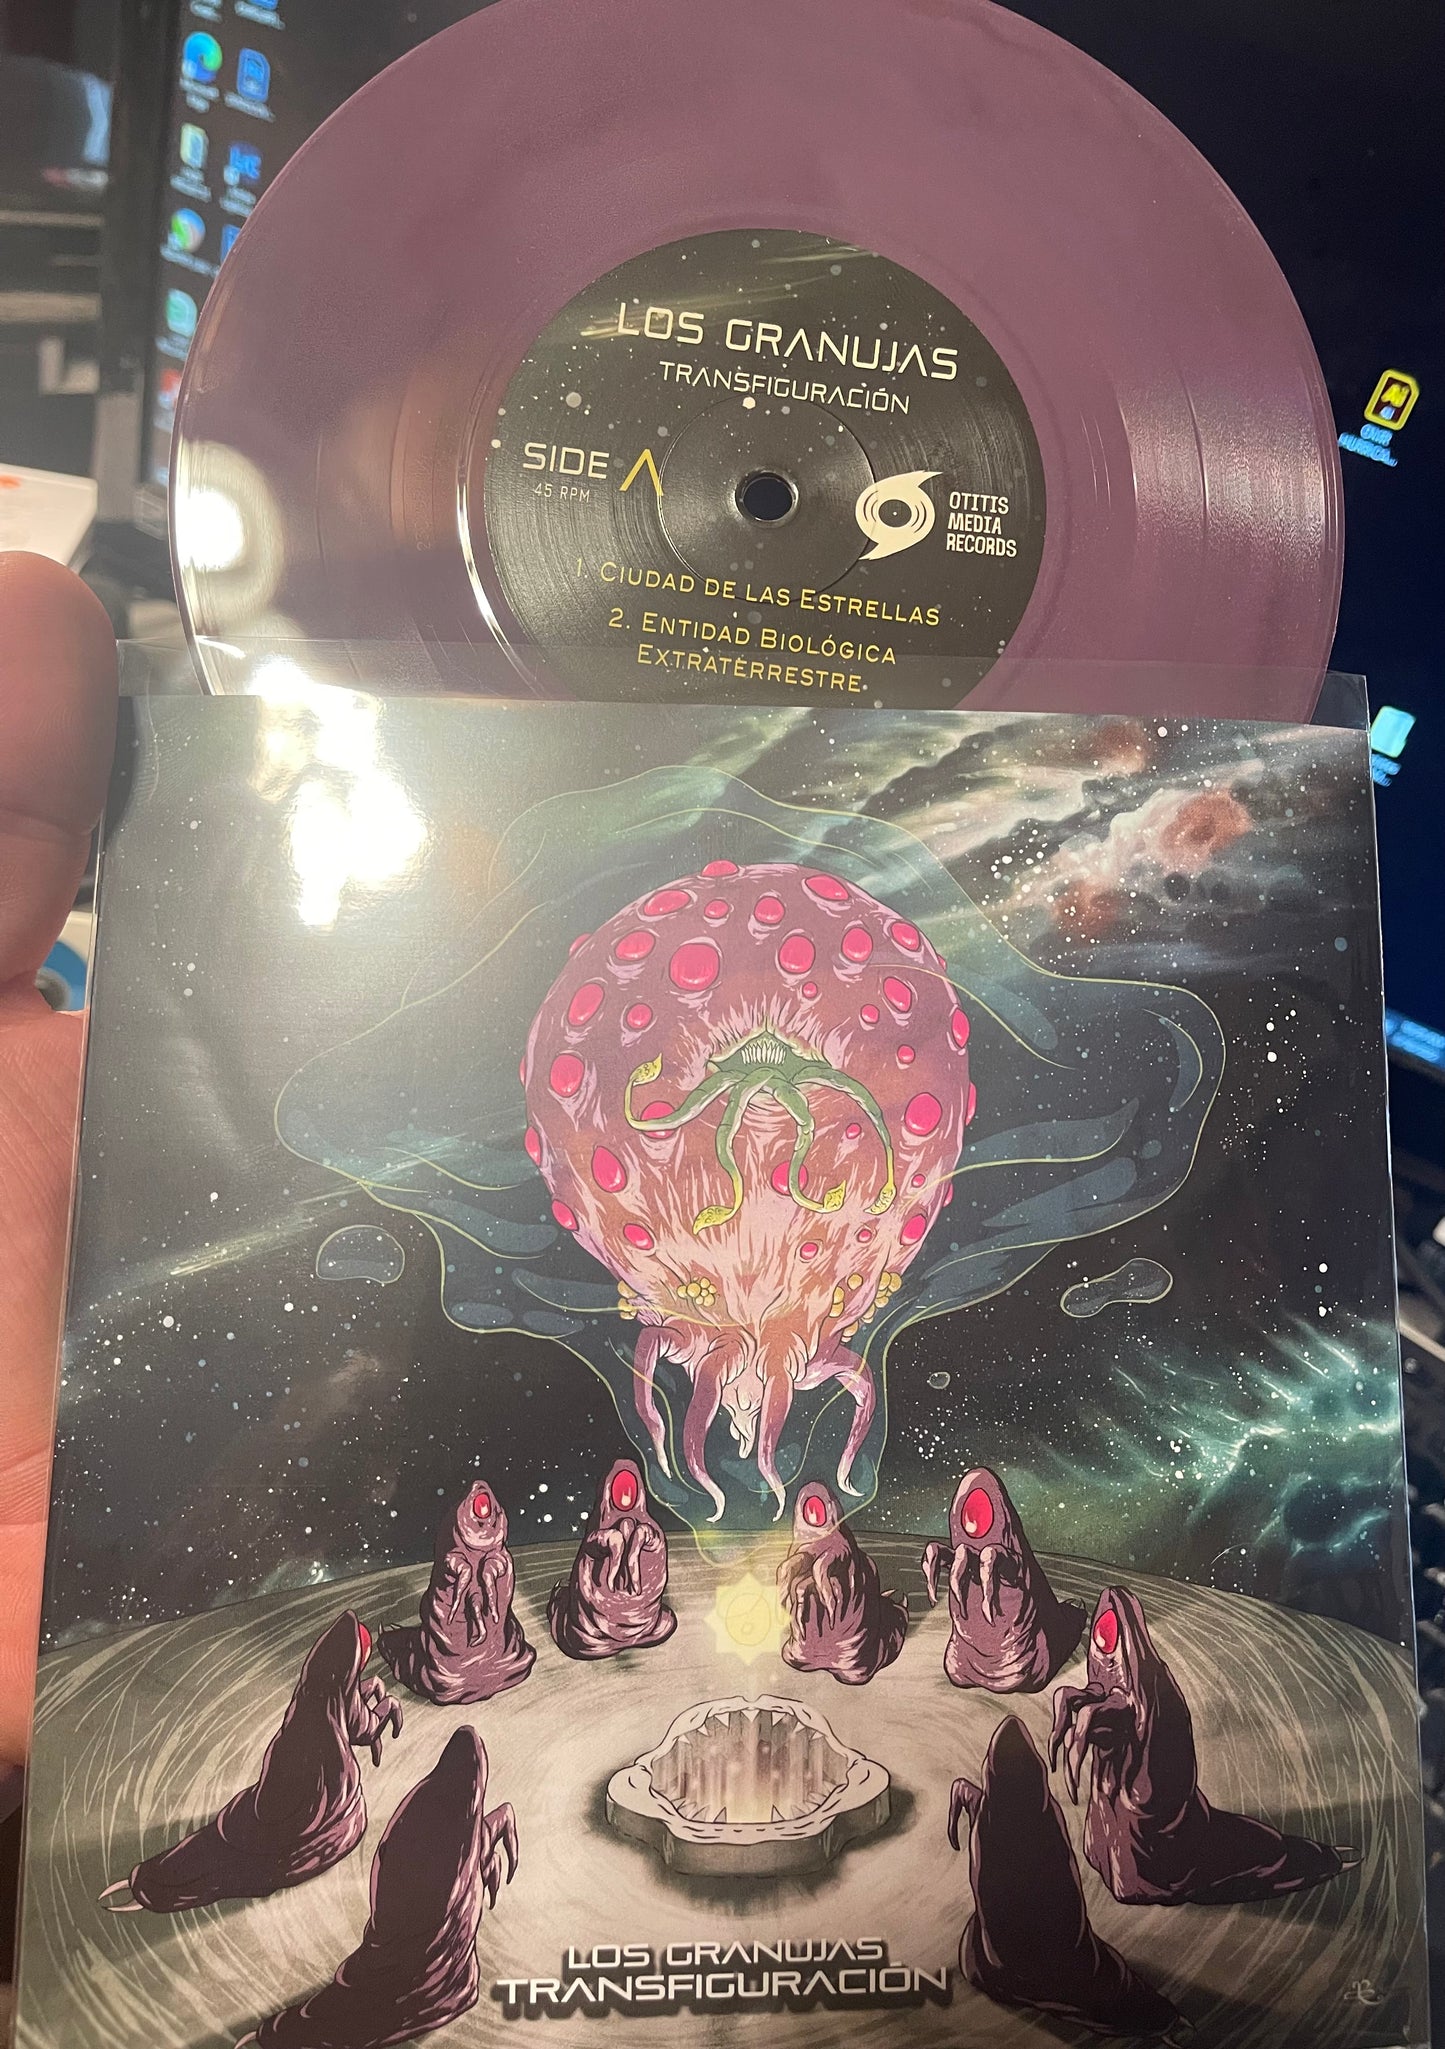 LOS GRANUJAS
TRANSFIGURACIÓN
SIDE A
45 RPM
OTITIS
MEDIA
RECORDS
1. CIUDAD DE LAS ESTRELLAS
2. ENTIDAD BIOLÓGICA
EXTRATERRESTRE
LOS GRANUJAS
TRANSFIGURACIÓN